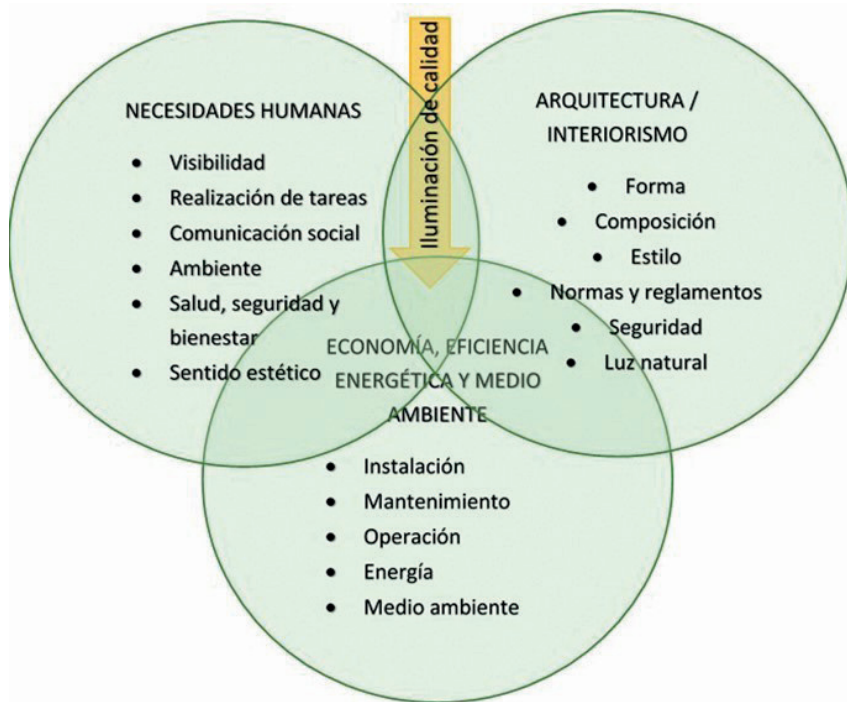 Iluminación de calidad
NECESIDADES HUMANAS
• Visibilidad
• Realización de tareas
• Comunicación social
• Ambiente
• Salud, seguridad y
bienestar
• Sentido estético
ARQUITECTURA /
INTERIORISMO
• Forma
• Composición
• Estilo
• Normas y reglamentos
• Seguridad
• Luz natural
ECONOMÍA, EFICIENCIA
ENERGÉTICA Y MEDIO
AMBIENTE
• Instalación
• Mantenimiento
• Operación
• Energía
• Medio ambiente